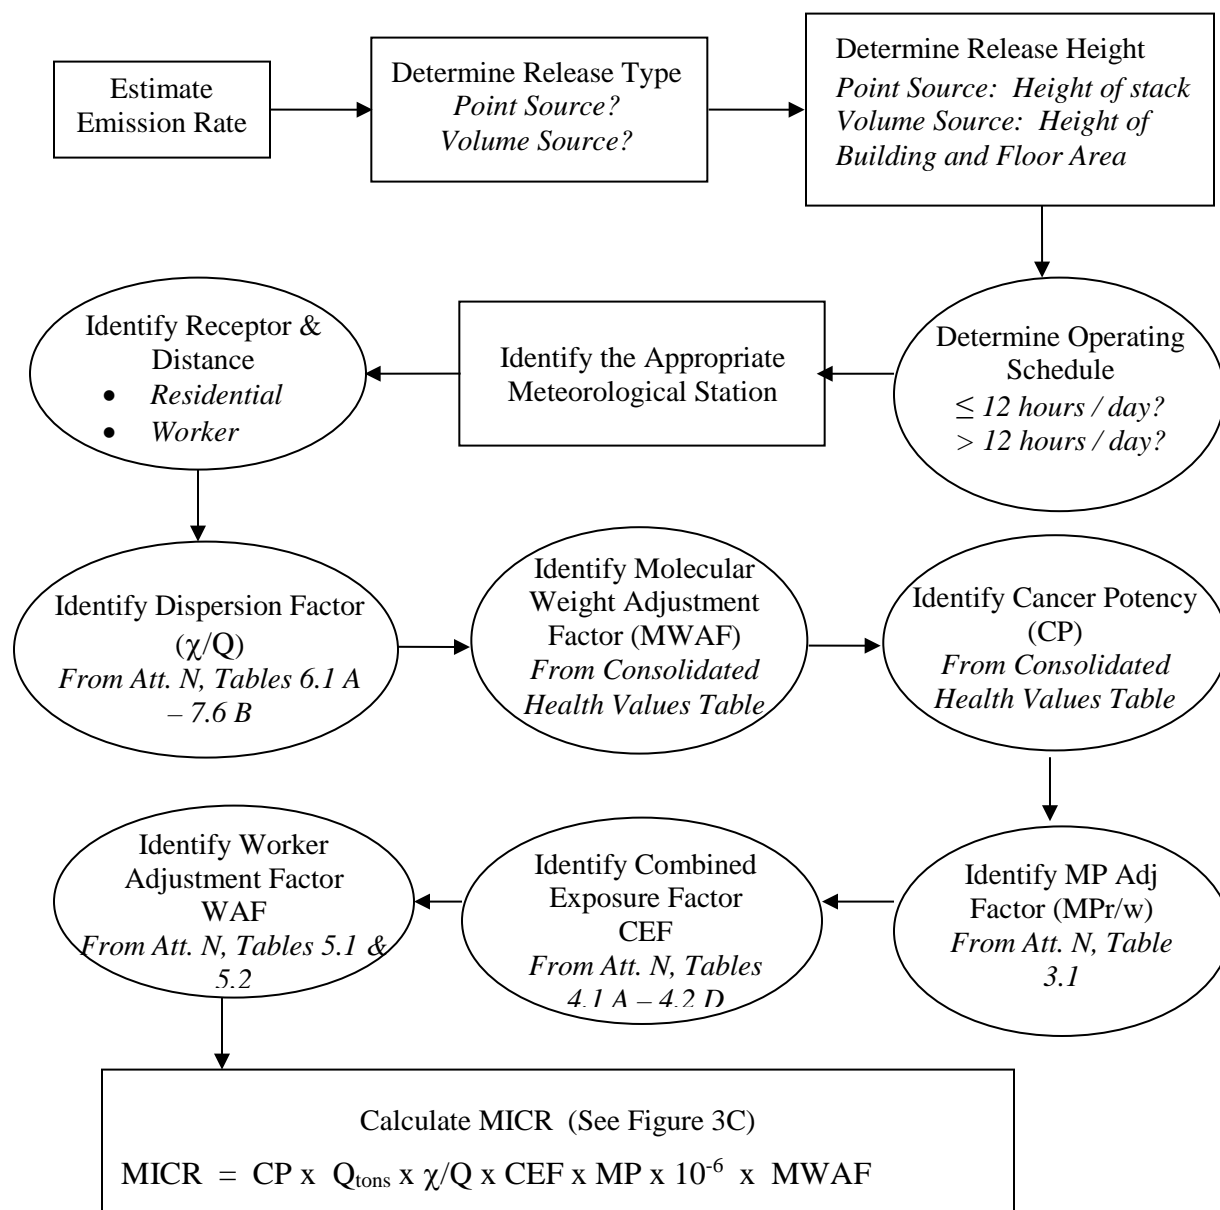 Estimate
Emission Rate
Determine Release Type
Point Source?
Volume Source?
Determine Release Height
Point Source:  Height of stack
Volume Source:  Height of
Building and Floor Area
Determine Operating
Schedule
≤ 12 hours / day?
> 12 hours / day?
Identify the Appropriate
Meteorological Station
Identify Receptor &
Distance
• Residential
• Worker
Identify Dispersion Factor
(χ/Q)
From Att. N, Tables 6.1 A
– 7.6 B
Identify Molecular
Weight Adjustment
Factor (MWAF)
From Consolidated
Health Values Table
Identify Cancer Potency
(CP)
From Consolidated
Health Values Table
Identify MP Adj
Factor (MPr/w)
From Att. N, Table
3.1
Identify Combined
Exposure Factor
CEF
From Att. N, Tables
4.1 A – 4.2 D
Identify Worker
Adjustment Factor
WAF
From Att. N, Tables 5.1 &
5.2
Calculate MICR  (See Figure 3C)
MICR  =  CP x  Qtons x χ/Q x CEF x MP x 10-6  x  MWAF